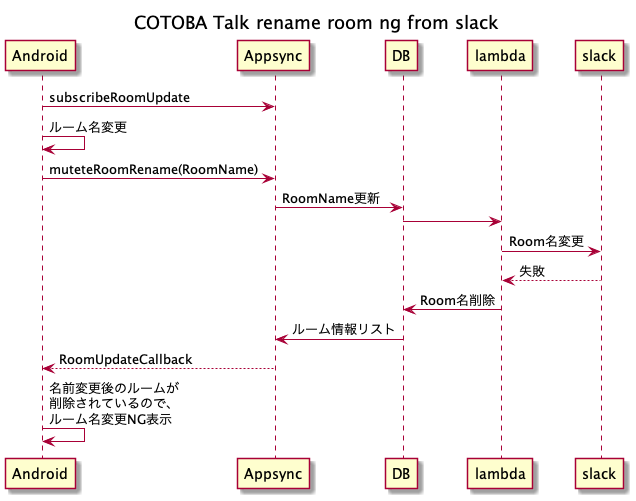 COTOBA Talk rename room ng from slack
Android
Appsync
DB
lambda
slack
subscribeRoomUpdate
ルーム名変更
muteteRoomRename(RoomName)
RoomName更新
Room名変更
失敗
Room名削除
ルーム情報リスト
RoomUpdateCallback
名前変更後のルームが
削除されているので、
ルーム名変更NG表示
Android
Appsync
DB
lambda
slack